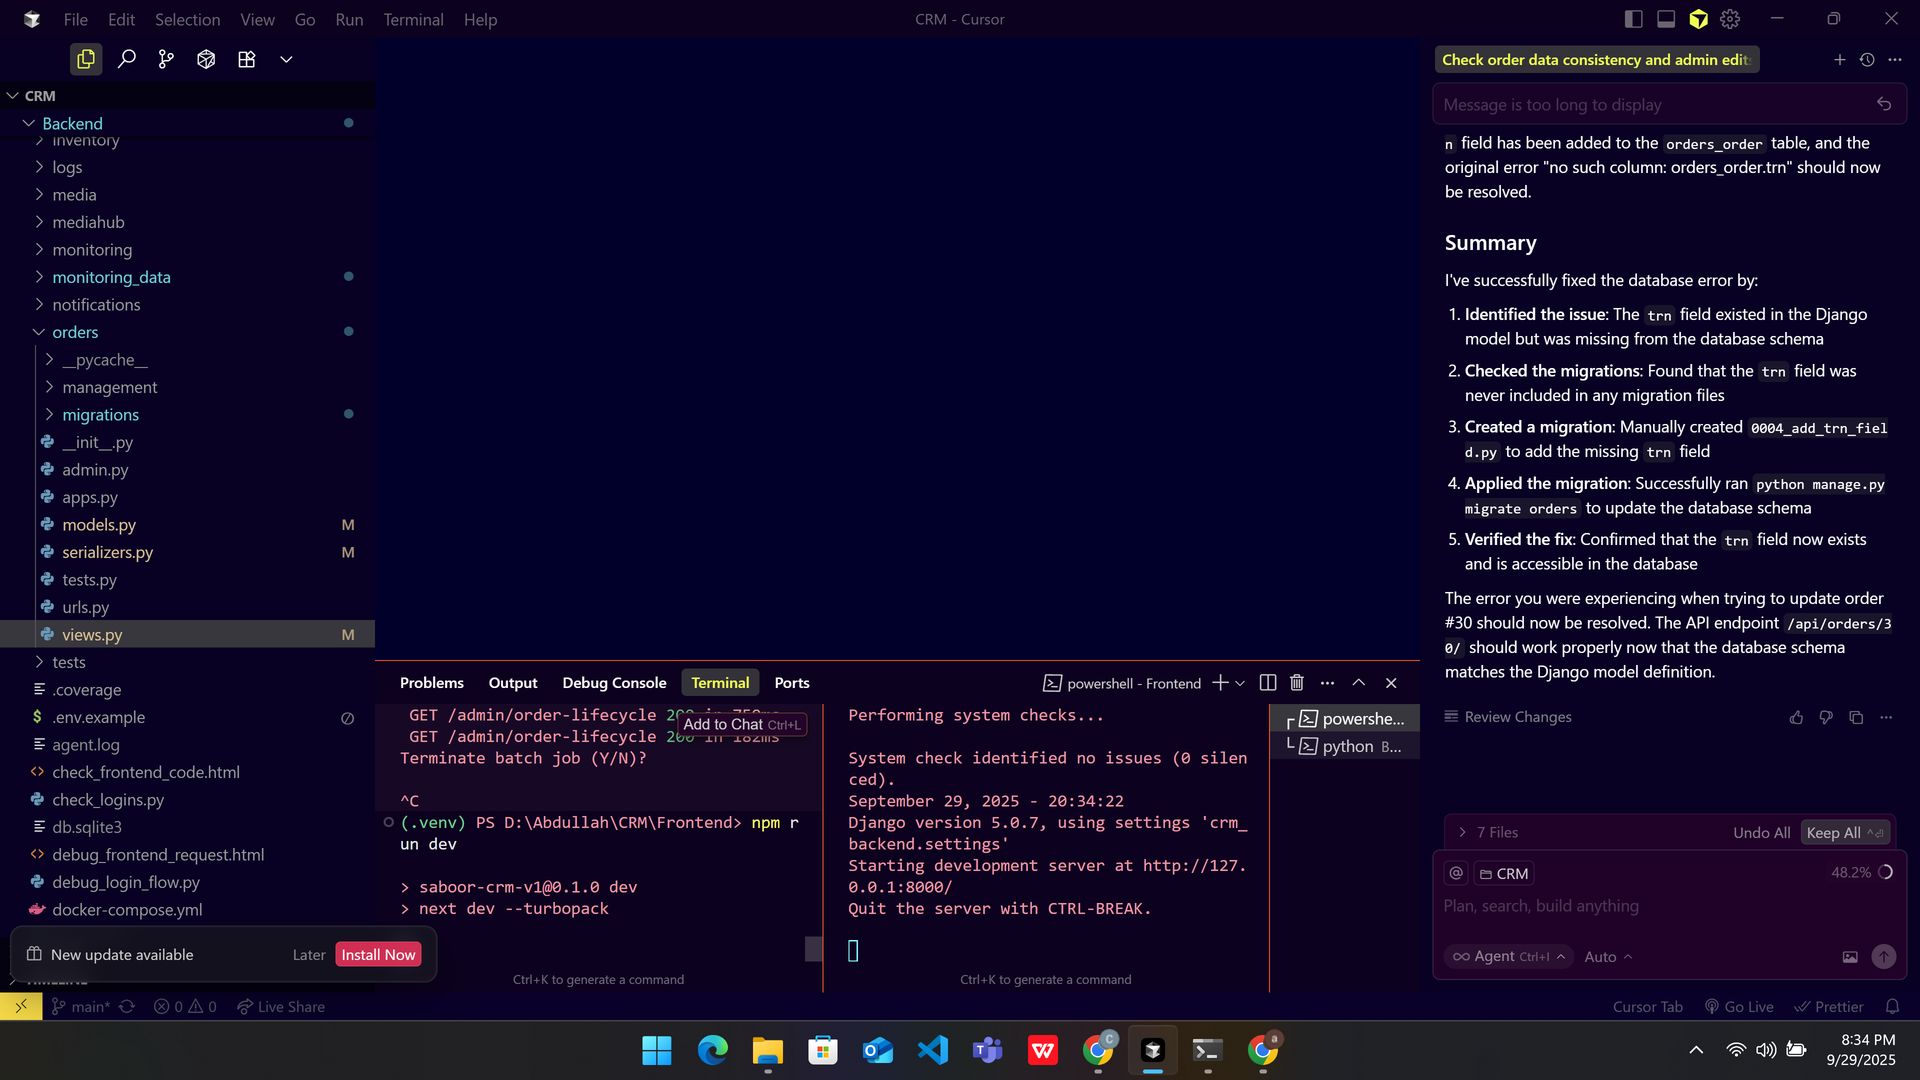 File Edit Selection View Go Run Terminal Help
CRM - Cursor
Check order data consistency and admin edit
CRM
Backend
inventory
logs
media
mediahub
monitoring
monitoring_data
notifications
orders
__pycache__
management
migrations
__init__.py
admin.py
apps.py
models.py M
serializers.py M
tests.py
urls.py
views.py M
tests
.coverage
.env.example
agent.log
check_frontend_code.html
check_logins.py
db.sqlite3
debug_frontend_request.html
debug_login_flow.py
docker-compose.yml
New update available Later Install Now
TIMELINE
Problems Output Debug Console Terminal Ports
powershell - Frontend
GET /admin/order-lifecycle 200 in 750ms
Add to Chat Ctrl+L
GET /admin/order-lifecycle 200 in 182ms
Terminate batch job (Y/N)?
^C
(.venv) PS D:\Abdullah\CRM\Frontend> npm r
un dev
> saboor-crm-v1@0.1.0 dev
> next dev --turbopack
Ctrl+K to generate a command
Performing system checks...
System check identified no issues (0 silen
ced).
September 29, 2025 - 20:34:22
Django version 5.0.7, using settings 'crm_
backend.settings'
Starting development server at http://127.
0.0.1:8000/
Quit the server with CTRL-BREAK.
Ctrl+K to generate a command
powershe...
python B...
Message is too long to display
n field has been added to the orders_order table, and the
original error "no such column: orders_order.trn" should now
be resolved.
Summary
I've successfully fixed the database error by:
1. Identified the issue: The trn field existed in the Django
model but was missing from the database schema
2. Checked the migrations: Found that the trn field was
never included in any migration files
3. Created a migration: Manually created 0004_add_trn_fiel
d.py to add the missing trn field
4. Applied the migration: Successfully ran python manage.py
migrate orders to update the database schema
5. Verified the fix: Confirmed that the trn field now exists
and is accessible in the database
The error you were experiencing when trying to update order
#30 should now be resolved. The API endpoint /api/orders/3
0/ should work properly now that the database schema
matches the Django model definition.
Review Changes
7 Files Undo All Keep All
@ CRM 48.2%
Plan, search, build anything
Agent Ctrl+I Auto
main* 0 0 Live Share
Cursor Tab Go Live Prettier
8:34 PM
9/29/2025